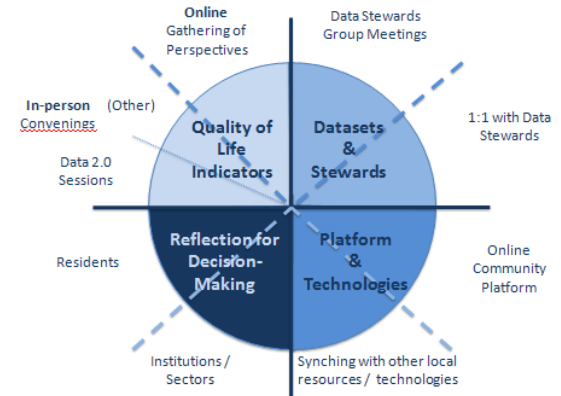 Online
Gathering of
Perspectives
Data Stewards
Group Meetings
In-person (Other)
Convenings
1:1 with Data
Stewards
Quality of
Life
Indicators
Datasets
&
Stewards
Data 2.0
Sessions
Residents
Reflection for
Decision-
Making
Platform
&
Technologies
Online
Community
Platform
Institutions /
Sectors
Synching with other local
resources / technologies